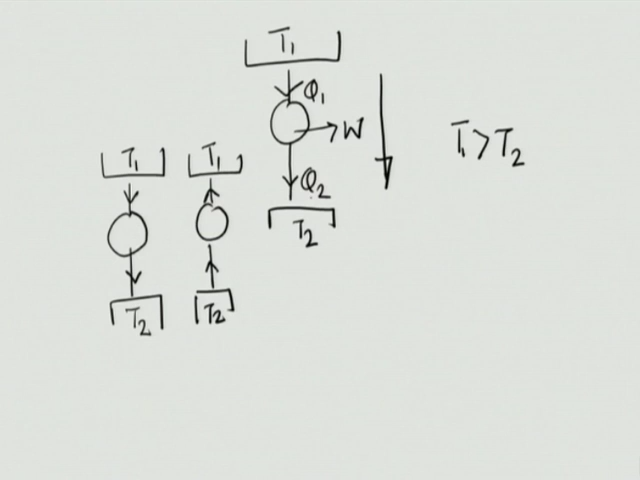 T₁
Q₁
W
T₁ > T₂
T₁ T₁
Q₂
T₂
T₂ T₂